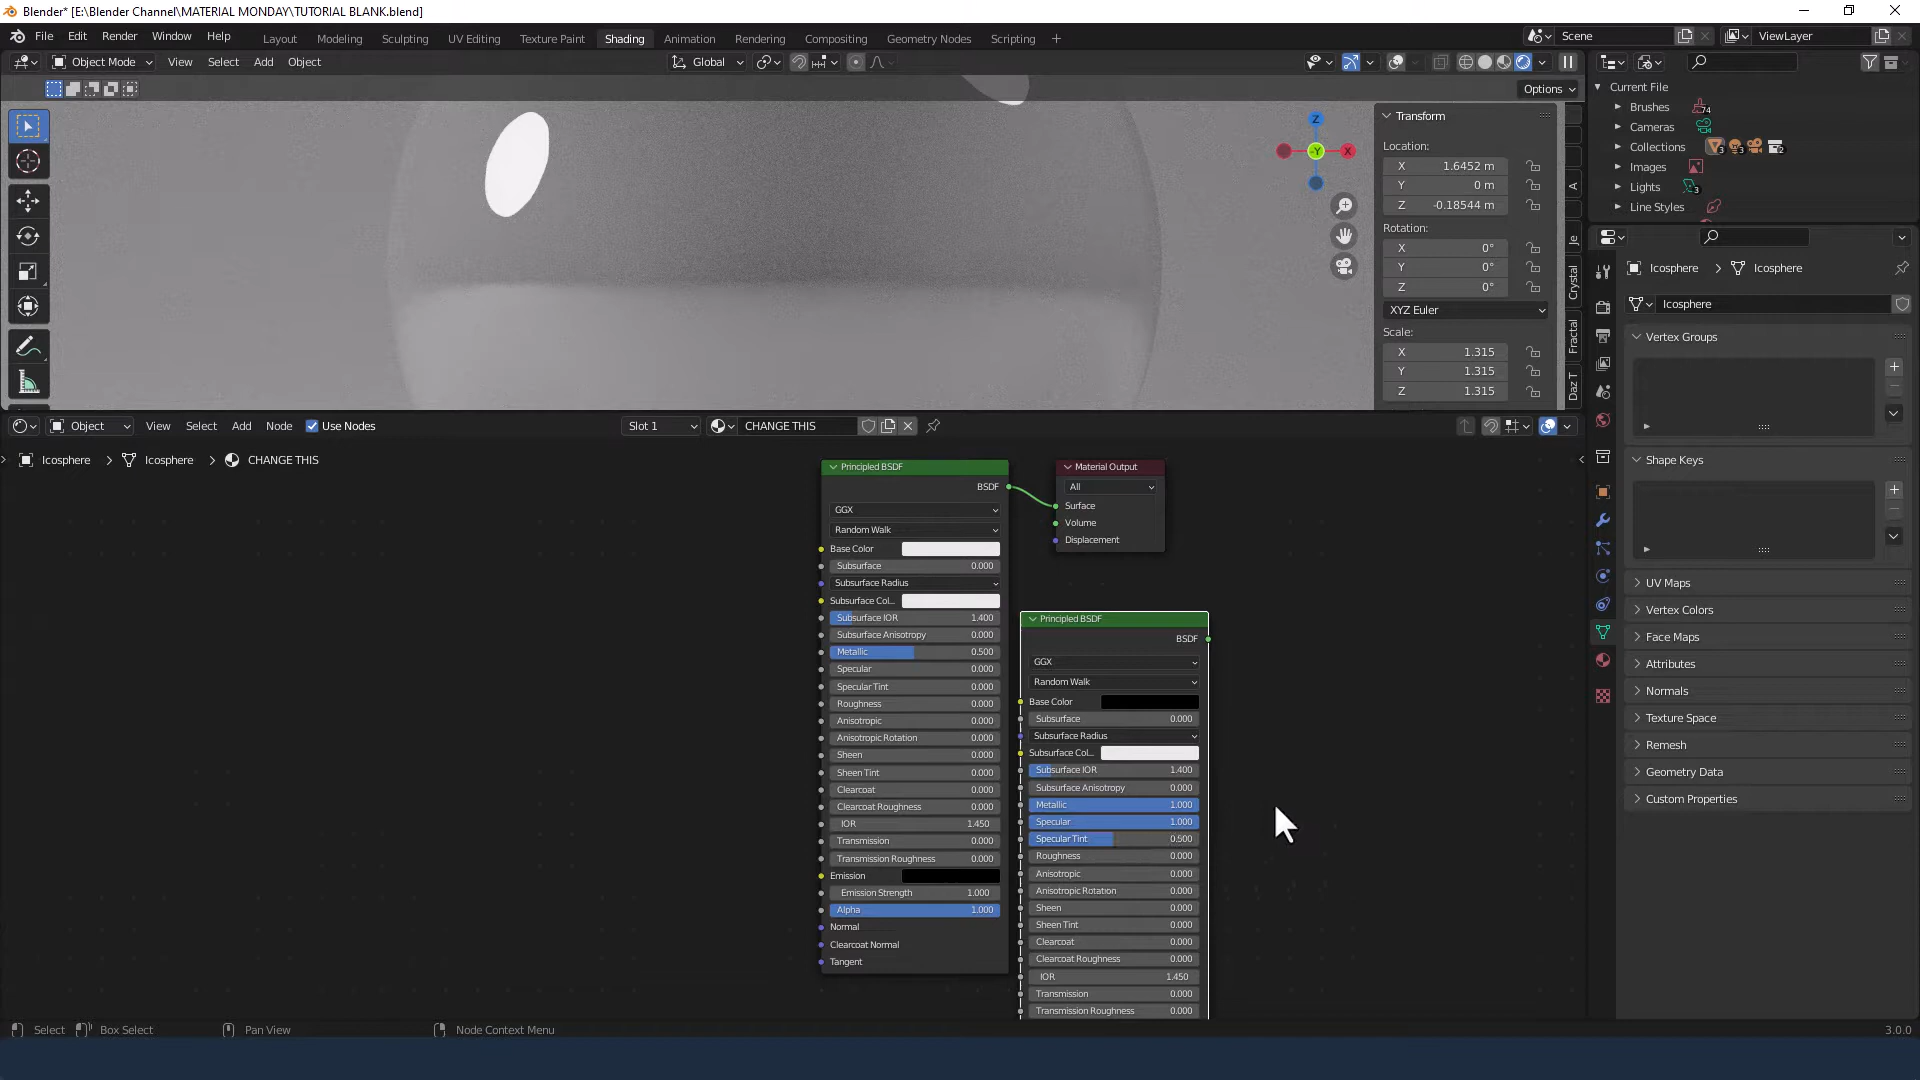 Blender* [E:\Blender Channel\MATERIAL MONDAY\TUTORIAL BLANK.blend]
File Edit Render Window Help
Layout Modeling Sculpting UV Editing Texture Paint Shading Animation Rendering Compositing Geometry Nodes Scripting +
Scene
ViewLayer
Object Mode View Select Add Object
Global
Options
Current File
Brushes 74
Cameras
Collections 3 3 2
Images
Lights 3
Line Styles
Z
-Y
X
Transform
Location:
X 1.6452 m
Y 0 m
Z -0.18544 m
Rotation:
X 0°
Y 0°
Z 0°
XYZ Euler
Scale:
X 1.315
Y 1.315
Z 1.315
A
Je
Crystal
Fractal
Daz T
Icosphere > Icosphere
Icosphere
Vertex Groups
Shape Keys
UV Maps
Vertex Colors
Face Maps
Attributes
Normals
Texture Space
Remesh
Geometry Data
Custom Properties
Object View Select Add Node Use Nodes
Slot 1
CHANGE THIS
Icosphere > Icosphere > CHANGE THIS
Principled BSDF
BSDF
GGX
Random Walk
Base Color
Subsurface 0.000
Subsurface Radius
Subsurface Col...
Subsurface IOR 1.400
Subsurface Anisotropy 0.000
Metallic 0.500
Specular 0.000
Specular Tint 0.000
Roughness 0.000
Anisotropic 0.000
Anisotropic Rotation 0.000
Sheen 0.000
Sheen Tint 0.000
Clearcoat 0.000
Clearcoat Roughness 0.000
IOR 1.450
Transmission 0.000
Transmission Roughness 0.000
Emission
Emission Strength 1.000
Alpha 1.000
Normal
Clearcoat Normal
Tangent
Material Output
All
Surface
Volume
Displacement
Principled BSDF
BSDF
GGX
Random Walk
Base Color
Subsurface 0.000
Subsurface Radius
Subsurface Col...
Subsurface IOR 1.400
Subsurface Anisotropy 0.000
Metallic 1.000
Specular 1.000
Specular Tint 0.500
Roughness 0.000
Anisotropic 0.000
Anisotropic Rotation 0.000
Sheen 0.000
Sheen Tint 0.000
Clearcoat 0.000
Clearcoat Roughness 0.000
IOR 1.450
Transmission 0.000
Transmission Roughness 0.000
Select Box Select Pan View Node Context Menu
3.0.0